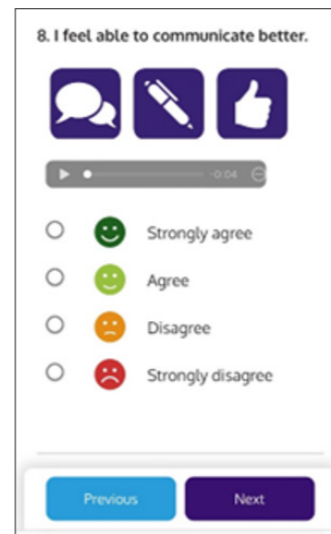 8. I feel able to communicate better.
-0:04
Strongly agree
Agree
Disagree
Strongly disagree
Previous Next